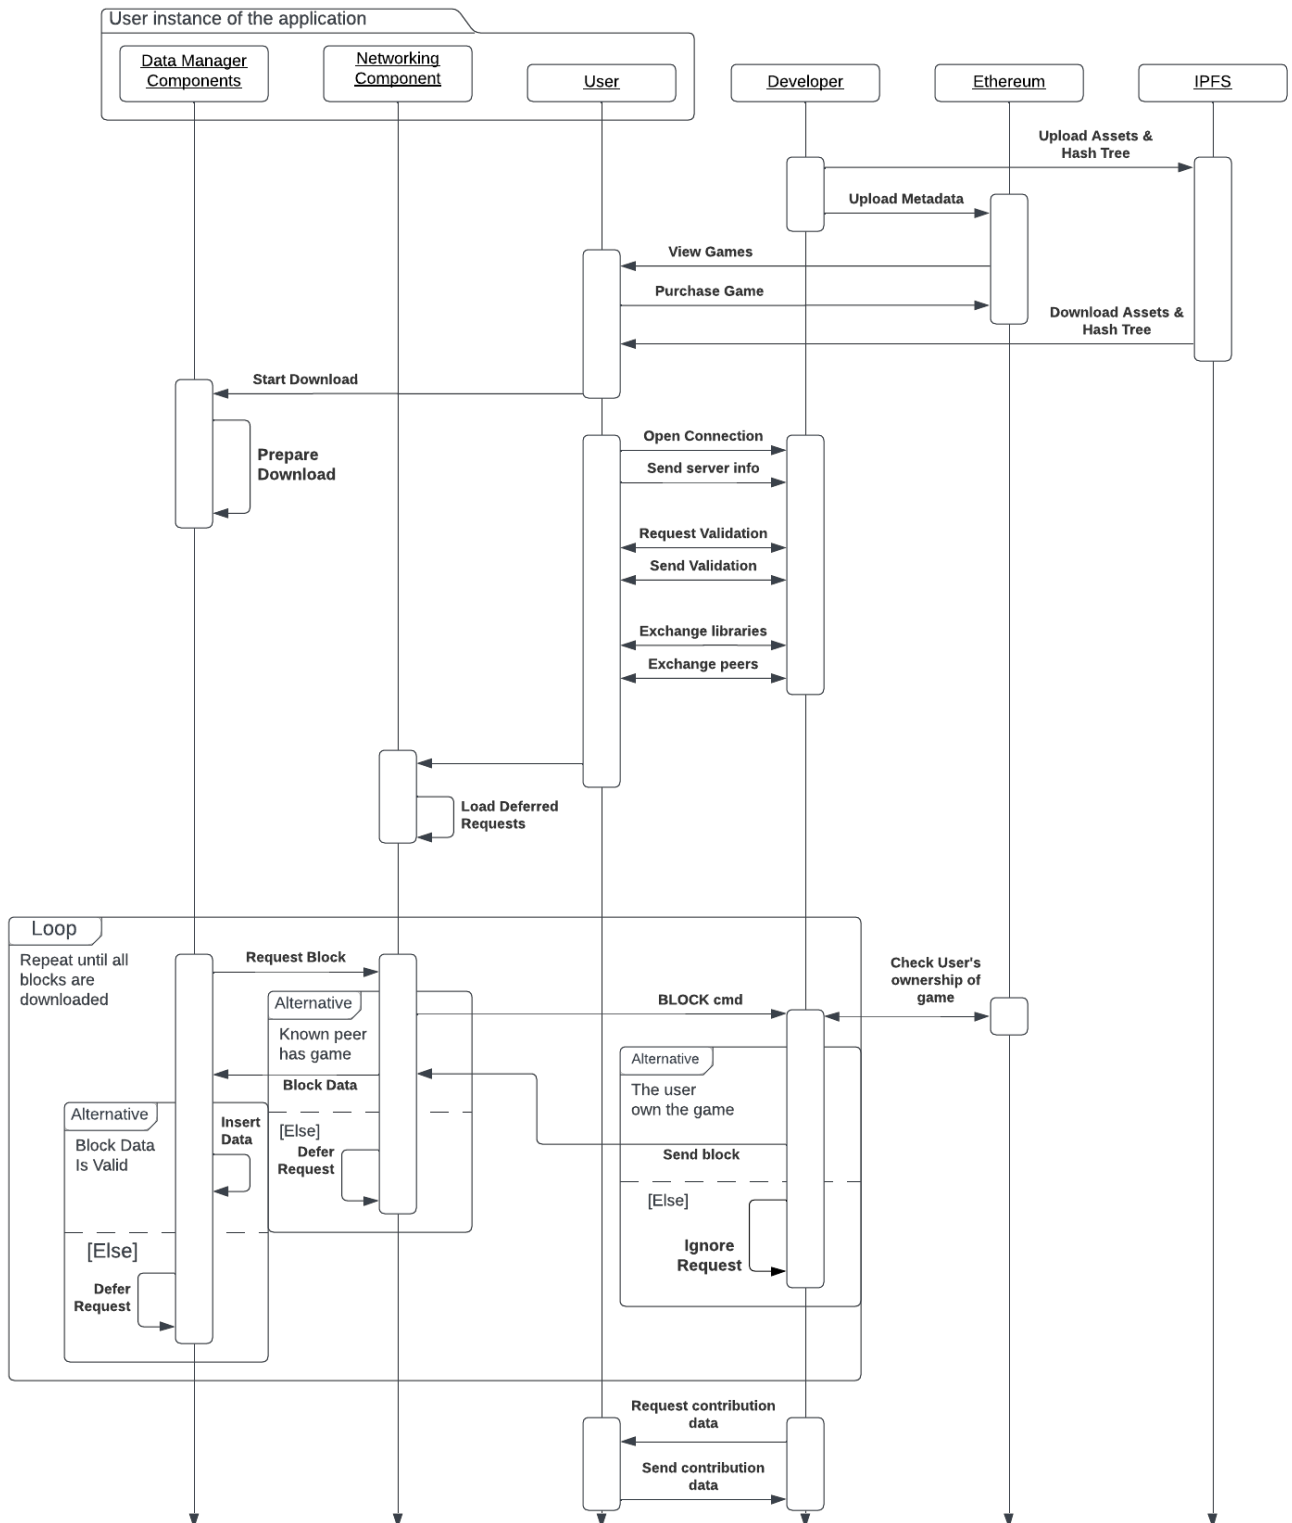 User instance of the application
Data Manager
Components
Networking
Component
User
Developer
Ethereum
IPFS
Upload Assets &
Hash Tree
Upload Metadata
View Games
Purchase Game
Download Assets &
Hash Tree
Start Download
Prepare
Download
Open Connection
Send server info
Request Validation
Send Validation
Exchange libraries
Exchange peers
Load Deferred
Requests
Loop
Repeat until all
blocks are
downloaded
Request Block
Alternative
Known peer
has game
Block Data
[Else]
Defer
Request
BLOCK cmd
Check User's
ownership of
game
Alternative
The user
own the game
Send block
[Else]
Ignore
Request
Alternative
Block Data
Is Valid
Insert
Data
[Else]
Defer
Request
Request contribution
data
Send contribution
data